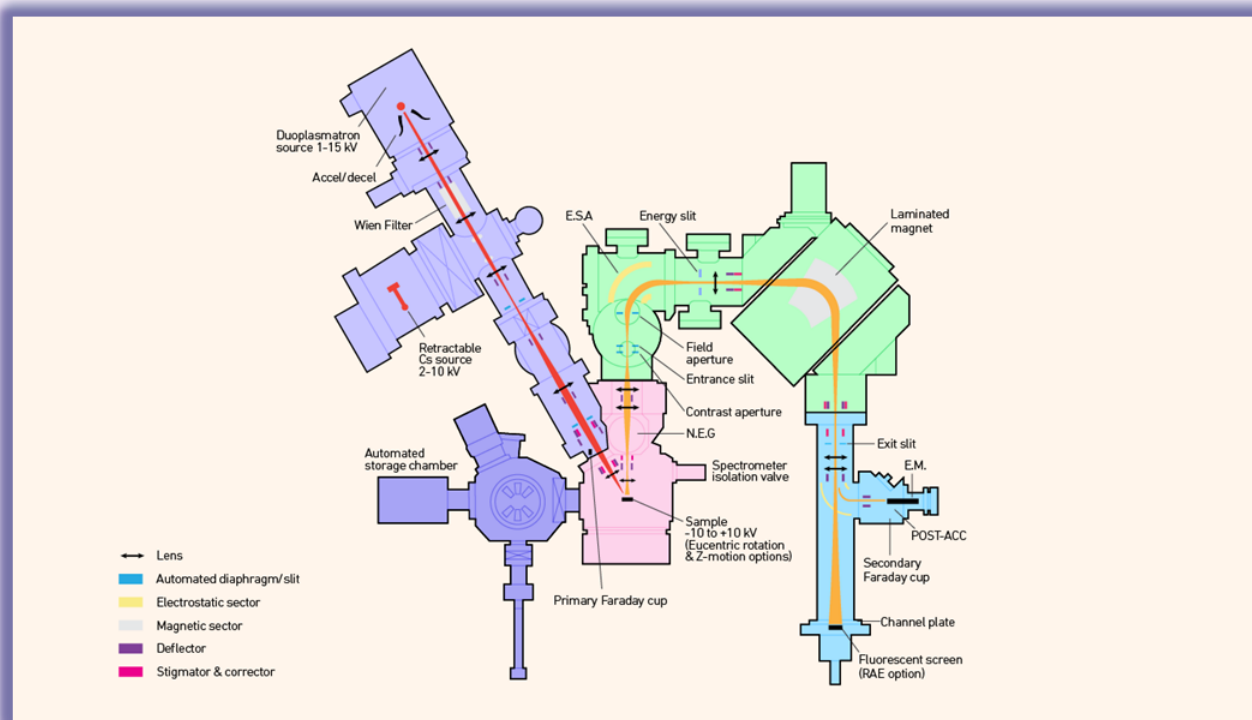 Duoplasmatron
source 1-15 kV
Accel/decel
Wien Filter
Retractable
Cs source
2-10 kV
E.S.A
Energy slit
Laminated
magnet
Field
aperture
Entrance slit
Contrast aperture
N.E.G
Spectrometer
isolation valve
Exit slit
E.M.
POST-ACC
Secondary
Faraday cup
Channel plate
Fluorescent screen
(RAE option)
Automated
storage chamber
Sample
-10 to +10 kV
(Eucentric rotation
& Z-motion options)
Primary Faraday cup
Lens
Automated diaphragm/slit
Electrostatic sector
Magnetic sector
Deflector
Stigmator & corrector